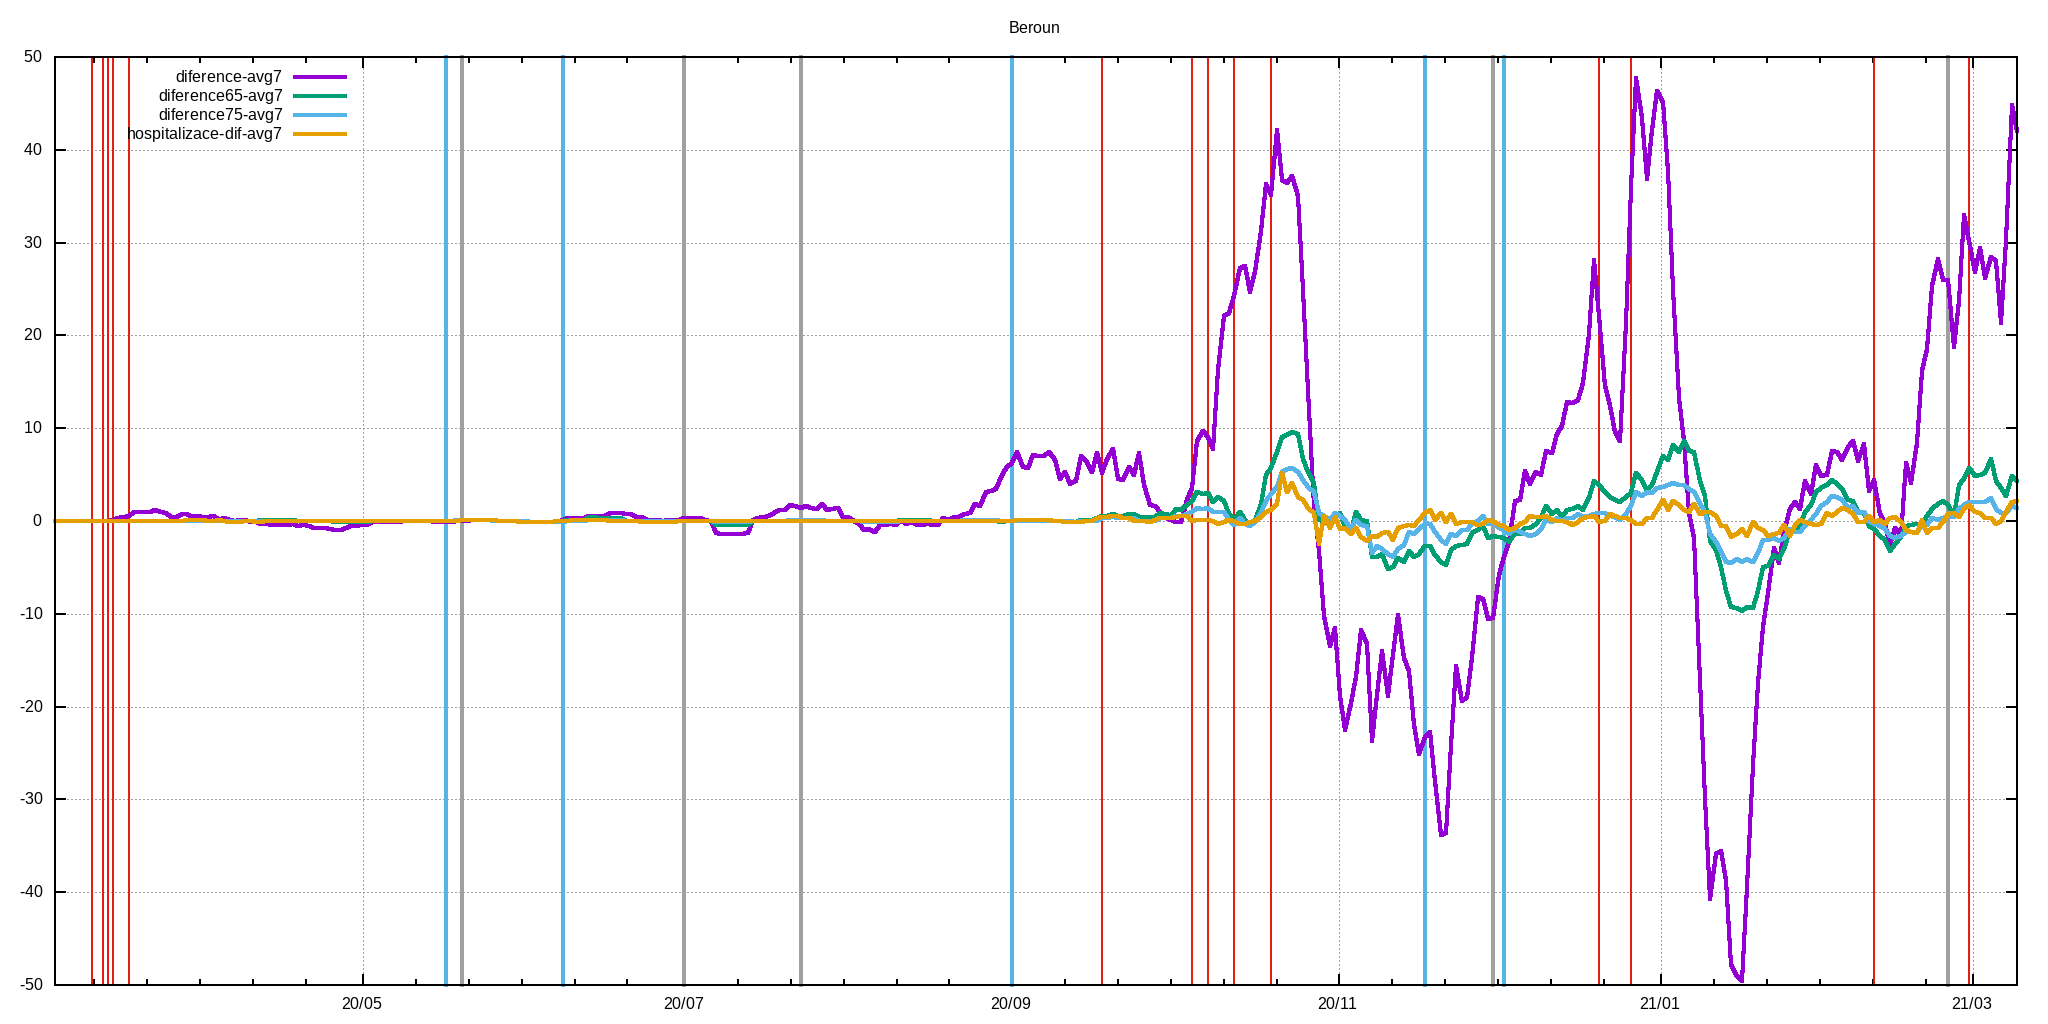 Beroun
50
diference-avg7
diference65-avg7
diference75-avg7
hospitalizace-dif-avg7
40
30
20
10
0
-10
-20
-30
-40
-50
20/05 20/07 20/09 20/11 21/01 21/03